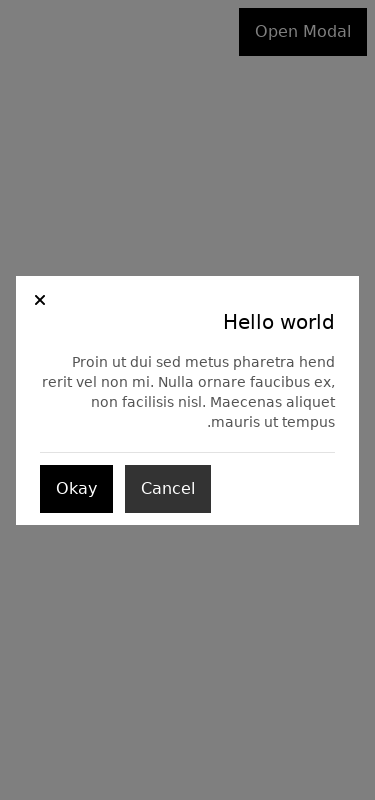 Open Modal
Hello world
Proin ut dui sed metus pharetra hend
rerit vel non mi. Nulla ornare faucibus ex,
non facilisis nisl. Maecenas aliquet
.mauris ut tempus
Okay
Cancel